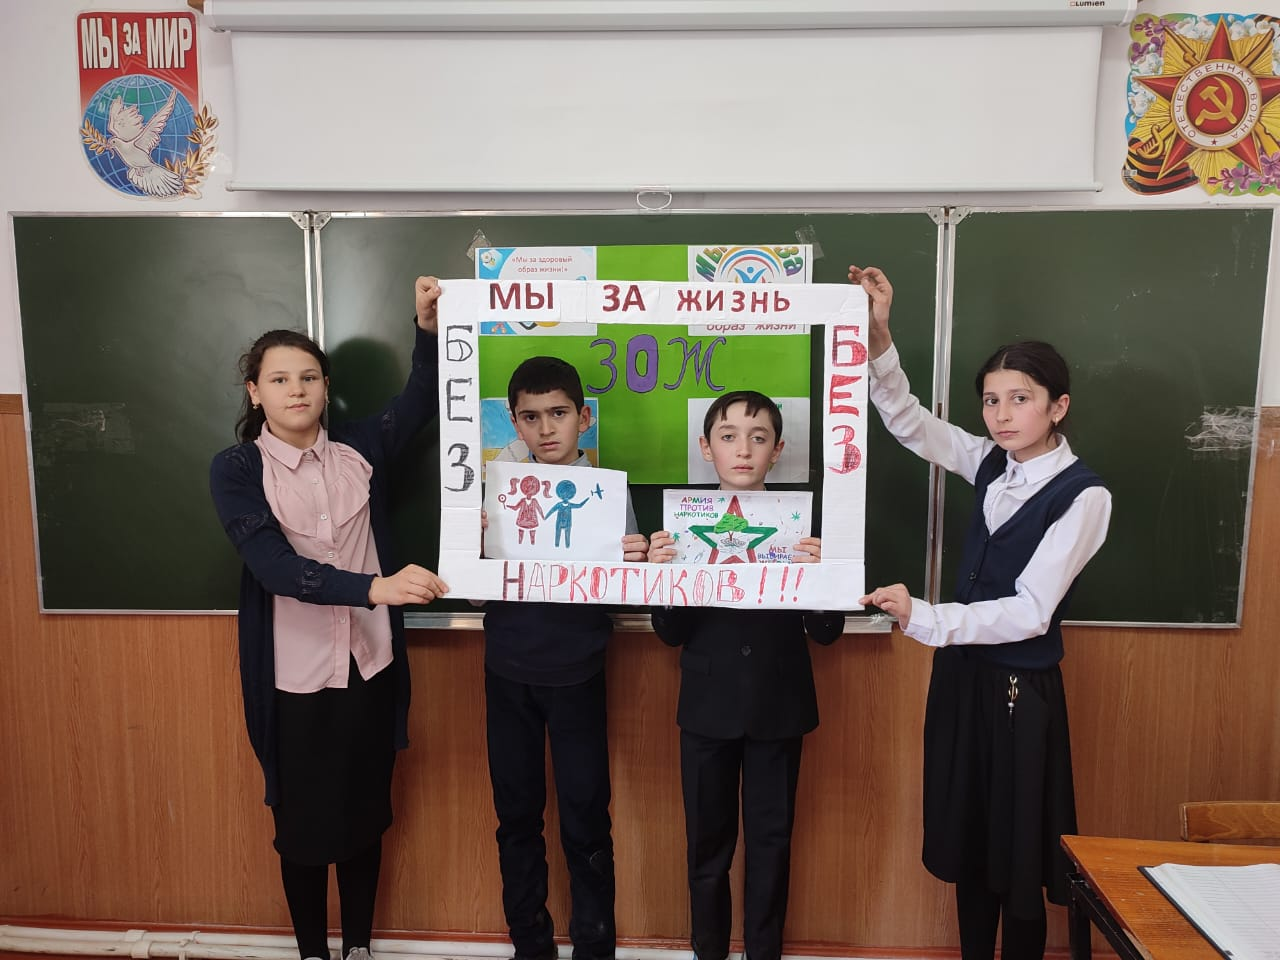 МЫ ЗА МИР
Lumien
ОТЕЧЕСТВЕННАЯ ВОЙНА
«Мы за здоровый
образ жизни!»
МЫ ЗА ЖИЗНЬ
образ жизни
БЕЗ
ЗОЖ
БЕЗ
АРМИЯ
ПРОТИВ
НАРКОТИКОВ
МЫ
НАРКОТИКОВ!!!